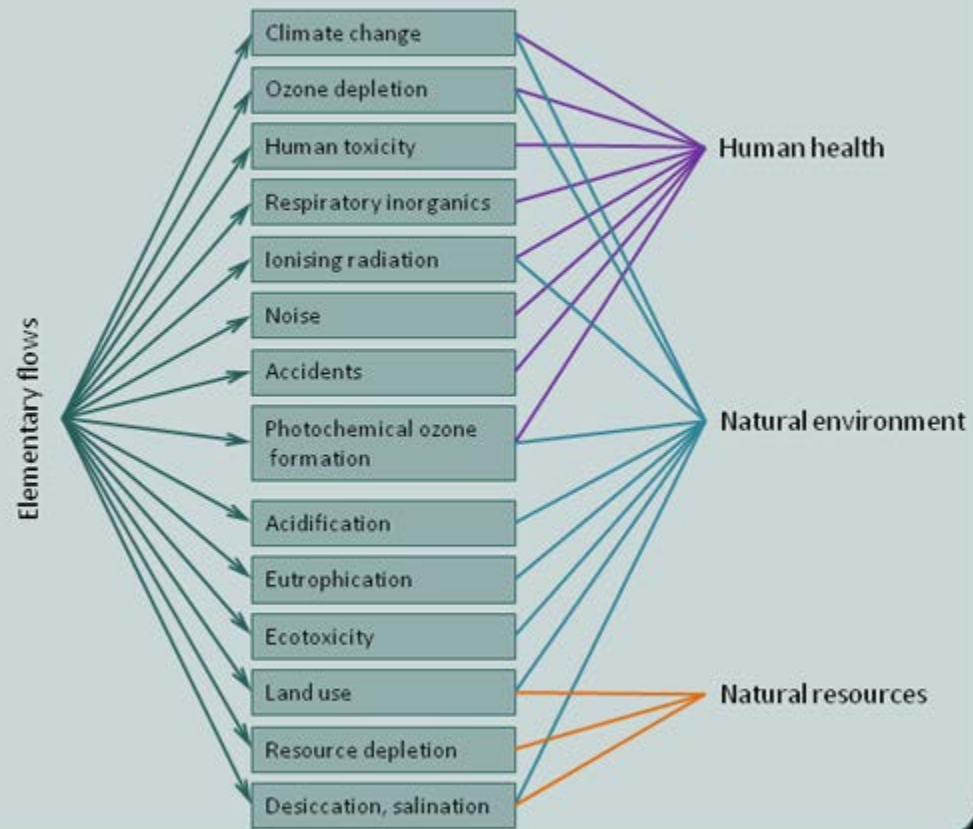 Elementary flows
Climate change
Ozone depletion
Human toxicity
Respiratory inorganics
Ionising radiation
Noise
Accidents
Photochemical ozone
formation
Acidification
Eutrophication
Ecotoxicity
Land use
Resource depletion
Desiccation, salination
Human health
Natural environment
Natural resources